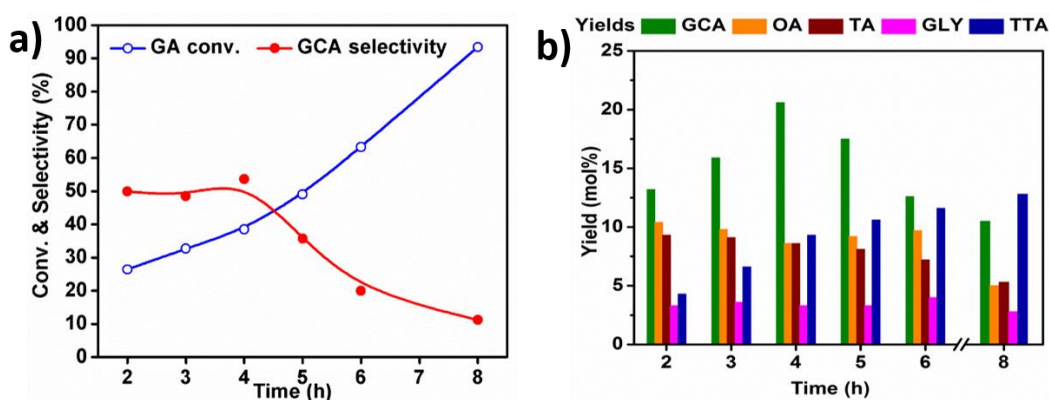 a)
GA conv. GCA selectivity
Conv. & Selectivity (%)
100
90
80
70
60
50
40
30
20
10
0
2 3 4 5 6 7 8
Time (h)
b)
Yields GCA OA TA GLY TTA
Yield (mol%)
25
20
15
10
5
0
2 3 4 5 6 8
Time (h)